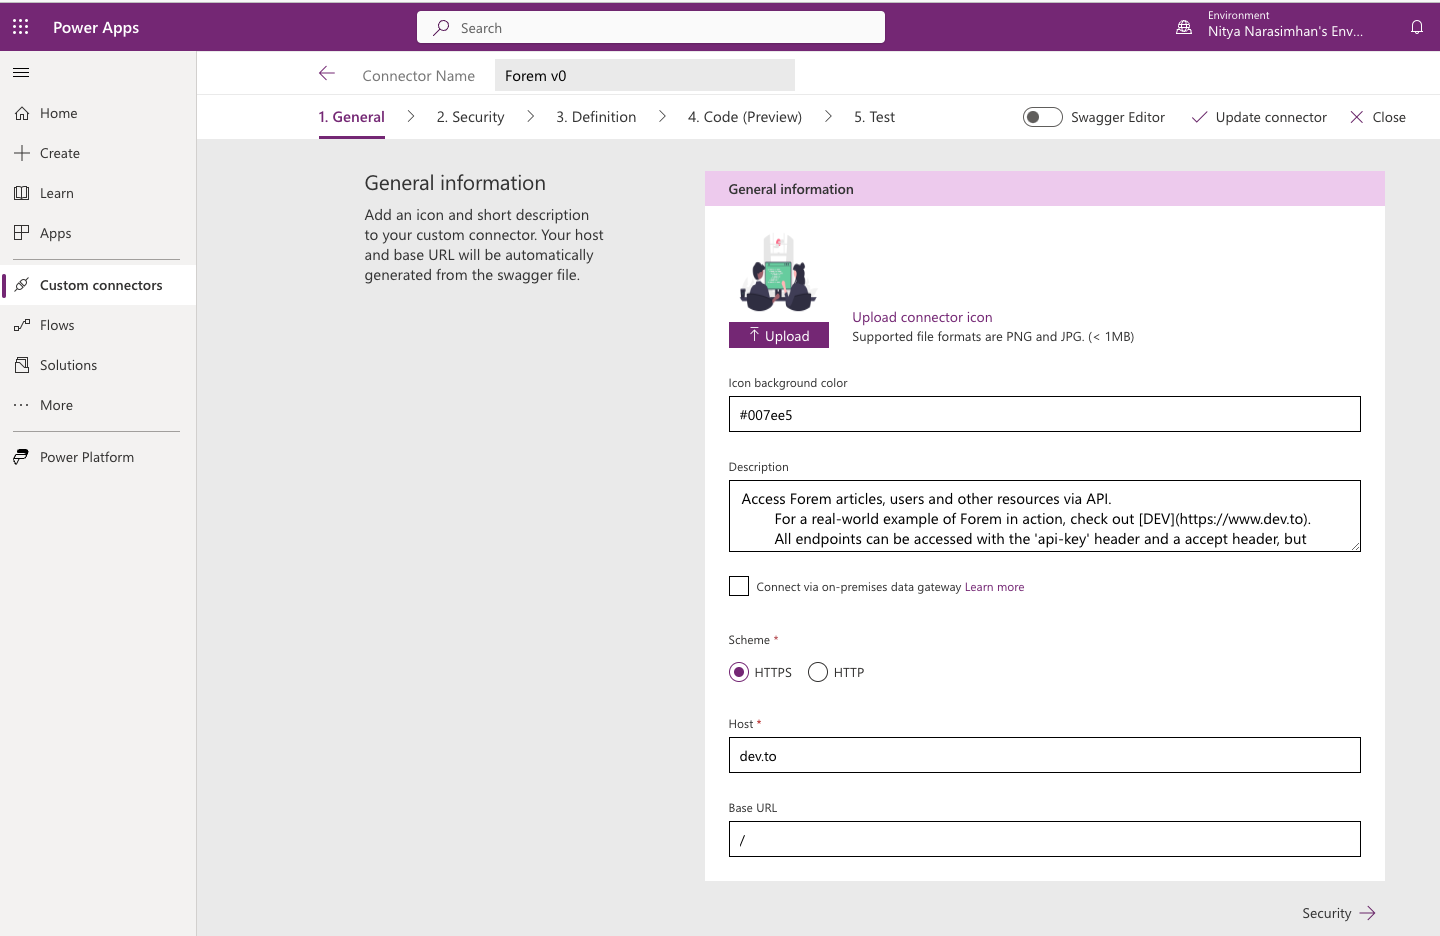 Power Apps
Search
Environment
Nitya Narasimhan's Env...
Connector Name
Forem v0
1. General
2. Security
3. Definition
4. Code (Preview)
5. Test
Swagger Editor
Update connector
Close
Home
Create
Learn
Apps
Custom connectors
Flows
Solutions
More
Power Platform
General information
Add an icon and short description
to your custom connector. Your host
and base URL will be automatically
generated from the swagger file.
General information
Upload
Upload connector icon
Supported file formats are PNG and JPG. (< 1MB)
Icon background color
#007ee5
Description
Access Forem articles, users and other resources via API.
For a real-world example of Forem in action, check out [DEV](https://www.dev.to).
All endpoints can be accessed with the 'api-key' header and a accept header, but
Connect via on-premises data gateway Learn more
Scheme *
HTTPS
HTTP
Host *
dev.to
Base URL
/
Security